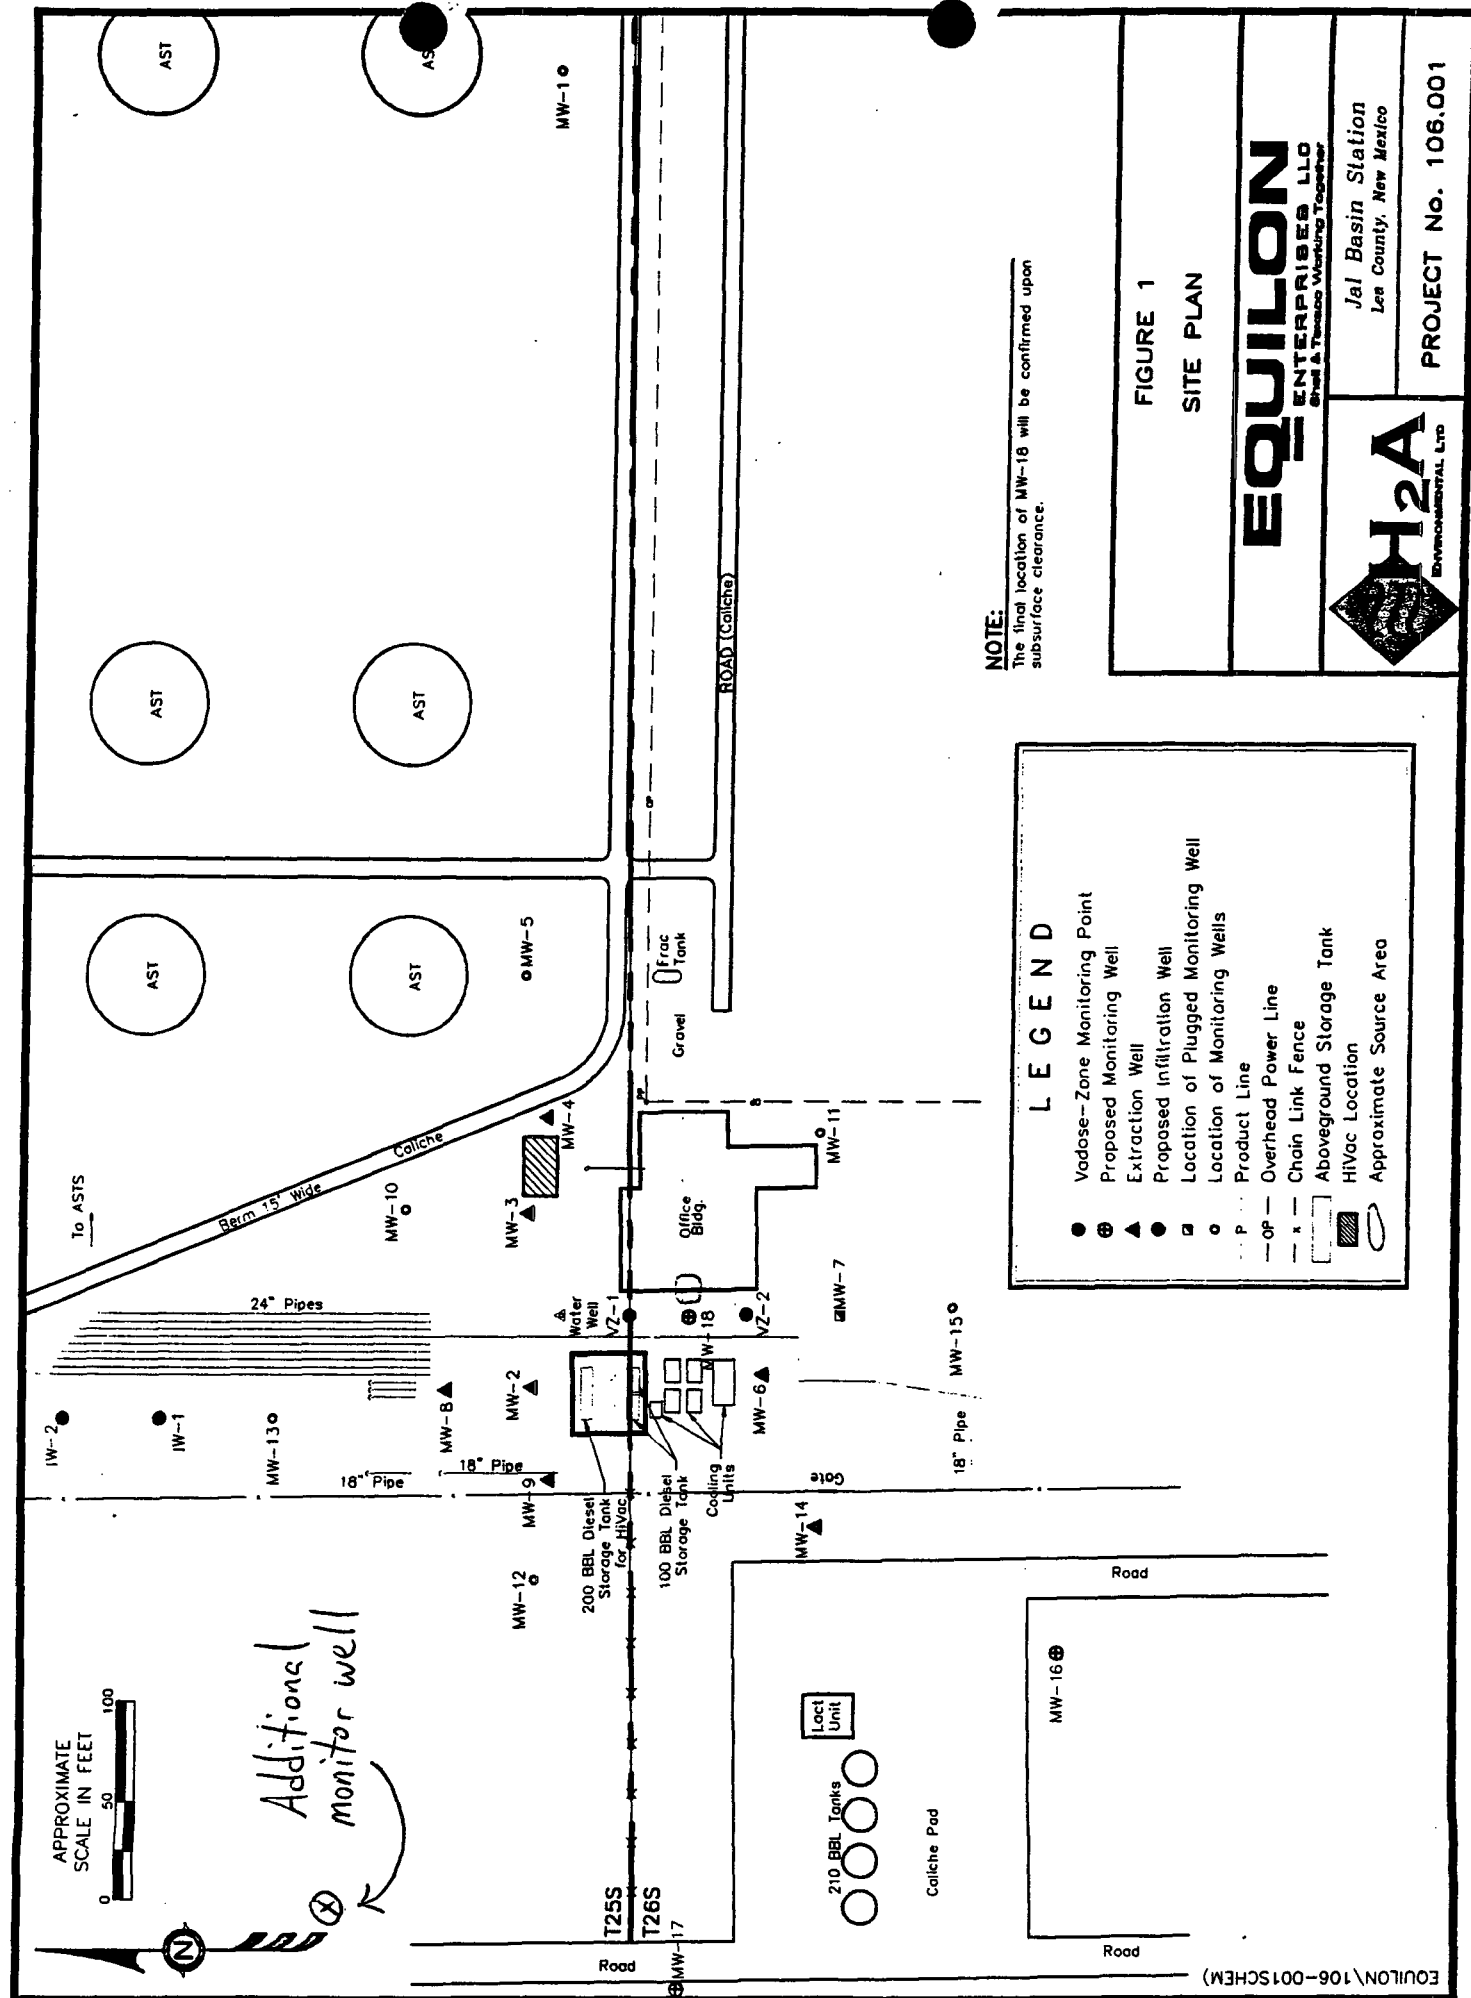 APPROXIMATE
SCALE IN FEET
0
50
100
N
Additional
monitor well
To ASTS
Berm 15' Wide
Caliche
24" Pipes
IW-2
IW-1
MW-13
18" Pipe
18" Pipe
MW-8
MW-2
MW-9
MW-12
MW-10
MW-3
MW-4
MW-5
MW-1
AST
AST
AST
AST
AST
AS
Water
Well
VZ-1
MW-18
VZ-2
200 BBL Diesel
Storage Tank
for HiVac
100 BBL Diesel
Storage Tank
Cooling
Units
MW-6
Office
Bldg.
PP
OP
Gravel
Frac
Tank
ROAD (Caliche)
MW-11
MW-7
MW-15
18" Pipe
Gate
MW-14
T25S
T26S
Road
MW-17
Lact
Unit
210 BBL Tanks
Caliche Pad
Road
Road
MW-16
LEGEND
Vadose-Zone Monitoring Point
Proposed Monitoring Well
Extraction Well
Proposed Infiltration Well
Location of Plugged Monitoring Well
Location of Monitoring Wells
P Product Line
OP Overhead Power Line
x Chain Link Fence
Aboveground Storage Tank
HiVac Location
Approximate Source Area
NOTE:
The final location of MW-18 will be confirmed upon
subsurface clearance.
FIGURE 1
SITE PLAN
EQUILON
ENTERPRISES LLC
Shell & Texaco Working Together
H2A
ENVIRONMENTAL LTD
Jal Basin Station
Lea County, New Mexico
PROJECT No. 106.001
EQUILON\106-001SCHEM)